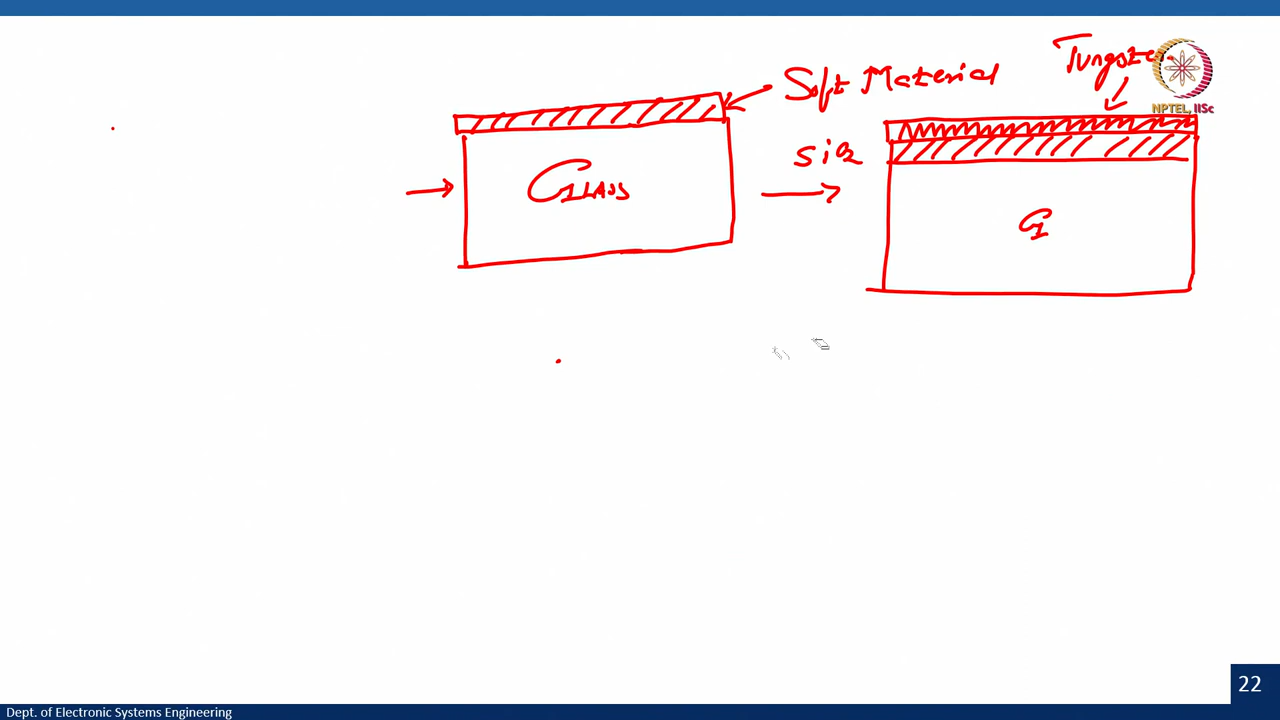 Tungsten
NPTEL, IISc
Soft Material
SiO2
GLASS
G
22
Dept. of Electronic Systems Engineering